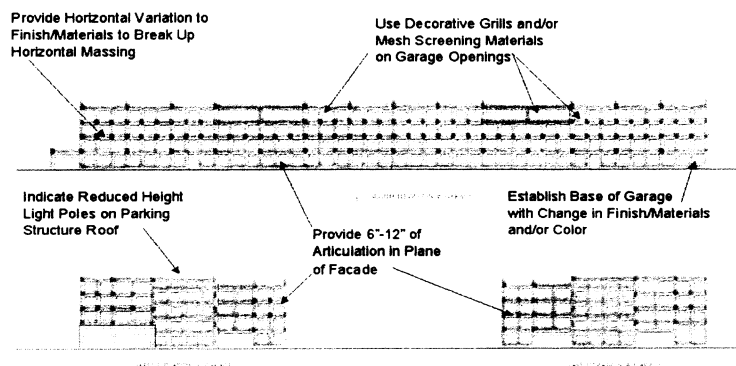 Provide Horizontal Variation to
Finish/Materials to Break Up
Horizontal Massing
Use Decorative Grills and/or
Mesh Screening Materials
on Garage Openings
Indicate Reduced Height
Light Poles on Parking
Structure Roof
Provide 6"-12" of
Articulation in Plane
of Facade
Establish Base of Garage
with Change in Finish/Materials
and/or Color